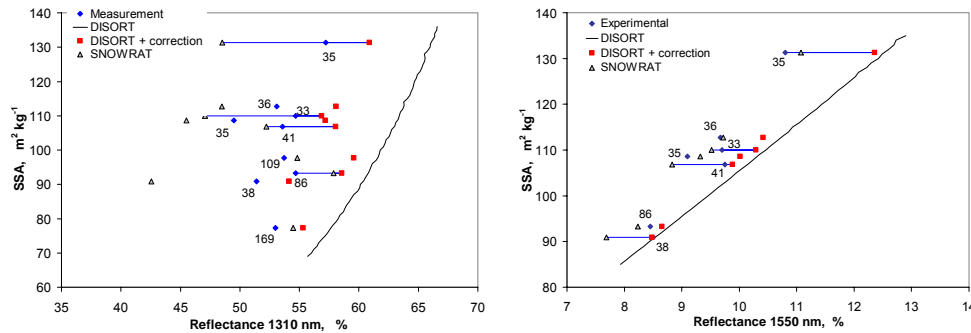 140
130
120
110
100
90
80
70
60
SSA, m² kg⁻¹
Measurement
DISORT
DISORT + correction
SNOWRAT
35
36
33
35
41
109
86
38
169
35 40 45 50 55 60 65 70
Reflectance 1310 nm, %
140
130
120
110
100
90
80
SSA, m² kg⁻¹
Experimental
DISORT
DISORT + correction
SNOWRAT
35
36
33
35
41
86
38
7 8 9 10 11 12 13 14
Reflectance 1550 nm, %